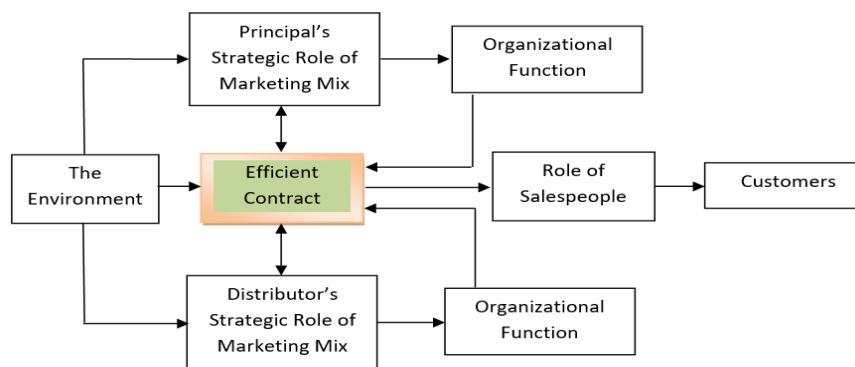 Principal’s
Strategic Role of
Marketing Mix
Organizational
Function
The
Environment
Efficient
Contract
Role of
Salespeople
Customers
Distributor’s
Strategic Role of
Marketing Mix
Organizational
Function